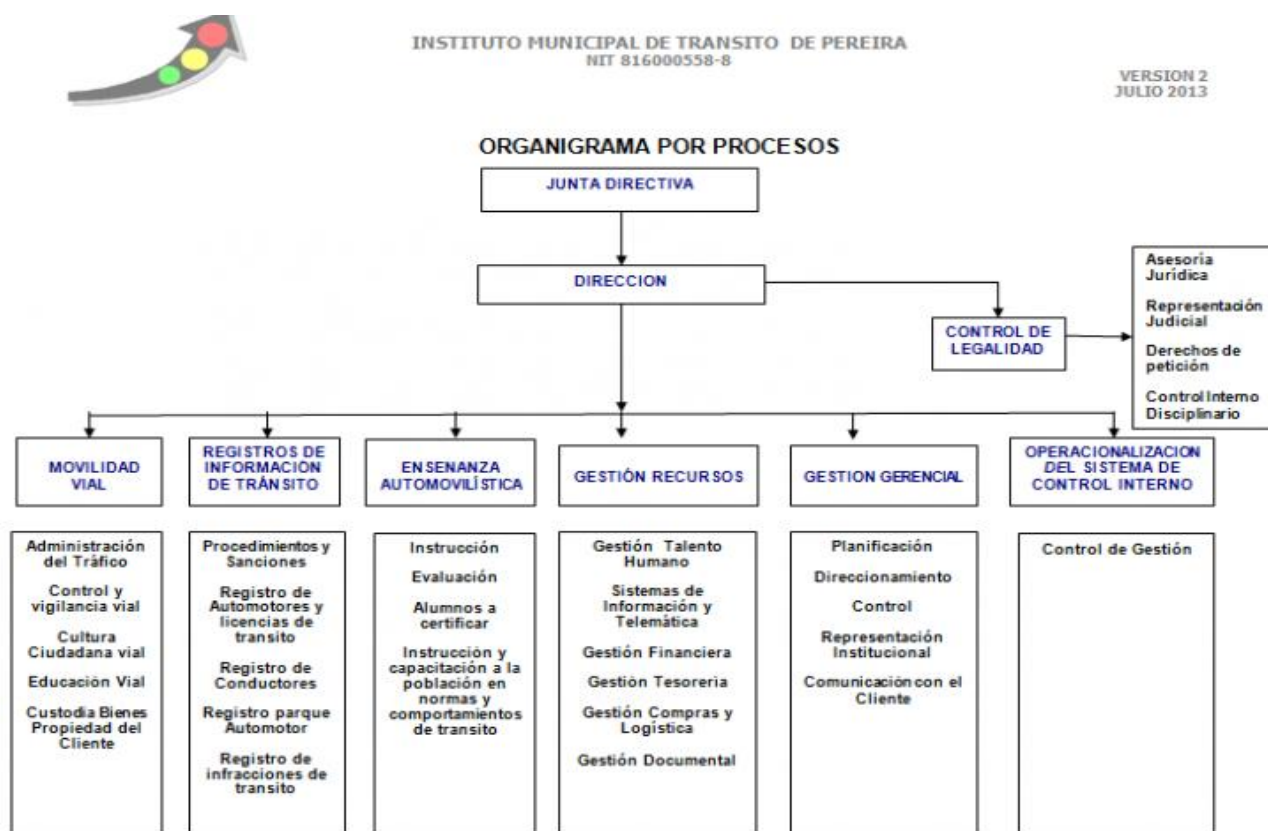 INSTITUTO MUNICIPAL DE TRANSITO DE PEREIRA
NIT 816000558-8
VERSION 2
JULIO 2013
ORGANIGRAMA POR PROCESOS
JUNTA DIRECTIVA
DIRECCION
CONTROL DE
LEGALIDAD
Asesoría
Jurídica
Representación
Judicial
Derechos de
petición
Control Interno
Disciplinario
MOVILIDAD
VIAL
REGISTROS DE
INFORMACIÓN
DE TRÁNSITO
ENSENANZA
AUTOMOVILÍSTICA
GESTIÓN RECURSOS
GESTION GERENCIAL
OPERACIONALIZACION
DEL SISTEMA DE
CONTROL INTERNO
Administración
del Tráfico
Control y
vigilancia vial
Cultura
Ciudadana vial
Educación Vial
Custodia Bienes
Propiedad del
Cliente
Procedimientos y
Sanciones
Registro de
Automotores y
licencias de
transito
Registro de
Conductores
Registro parque
Automotor
Registro de
infracciones de
transito
Instrucción
Evaluación
Alumnos a
certificar
Instrucción y
capacitación a la
población en
normas y
comportamientos
de transito
Gestión Talento
Humano
Sistemas de
Información y
Telemática
Gestión Financiera
Gestión Tesoreria
Gestión Compras y
Logística
Gestión Documental
Planificación
Direccionamiento
Control
Representación
Institucional
Comunicación con el
Cliente
Control de Gestión